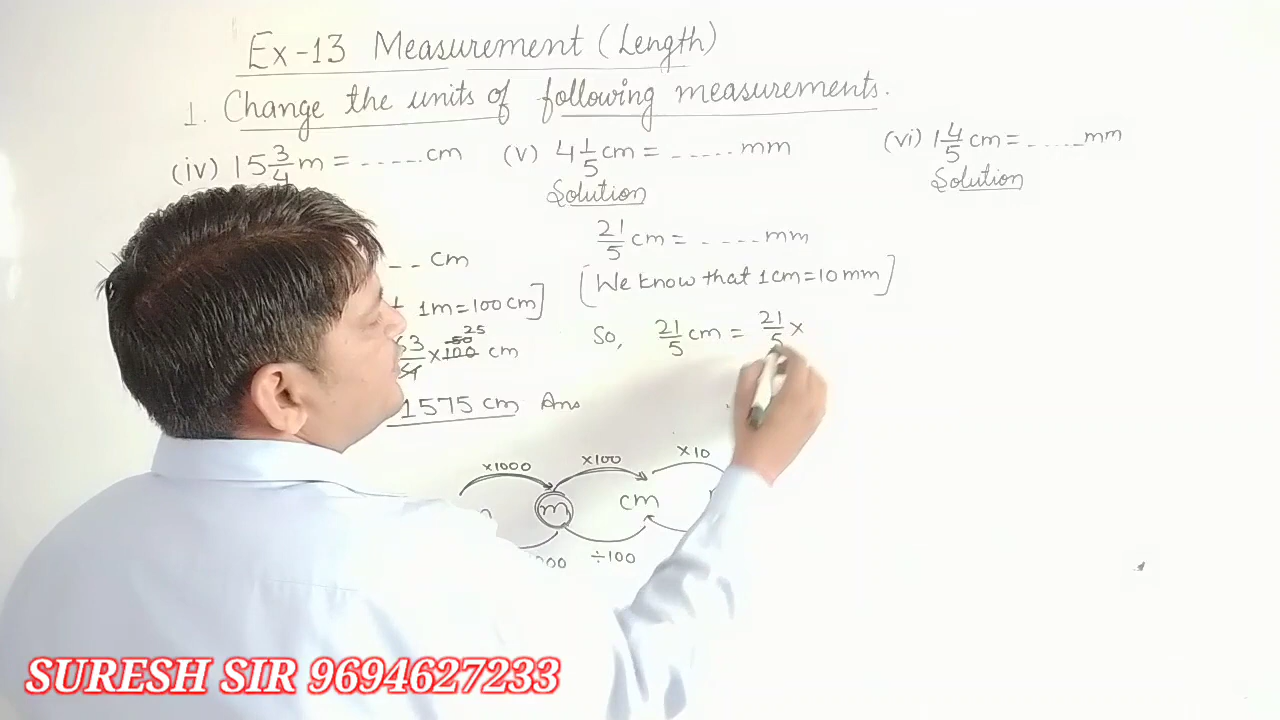 Ex-13 Measurement (Length)
1. Change the units of following measurements.
(iv) 15 3/4 m = ----- cm
(v) 4 1/5 cm = ----- mm
Solution
21/5 cm = ----- mm
[We know that 1cm=10mm]
So, 21/5 cm = 21/5 ×
(vi) 1 4/5 cm = ----- mm
Solution
-- cm
1m=100cm]
63/4 × 100 50 25 cm
1575 cm Ans
×1000 ×100 ×10
m cm
÷100
SURESH SIR 9694627233